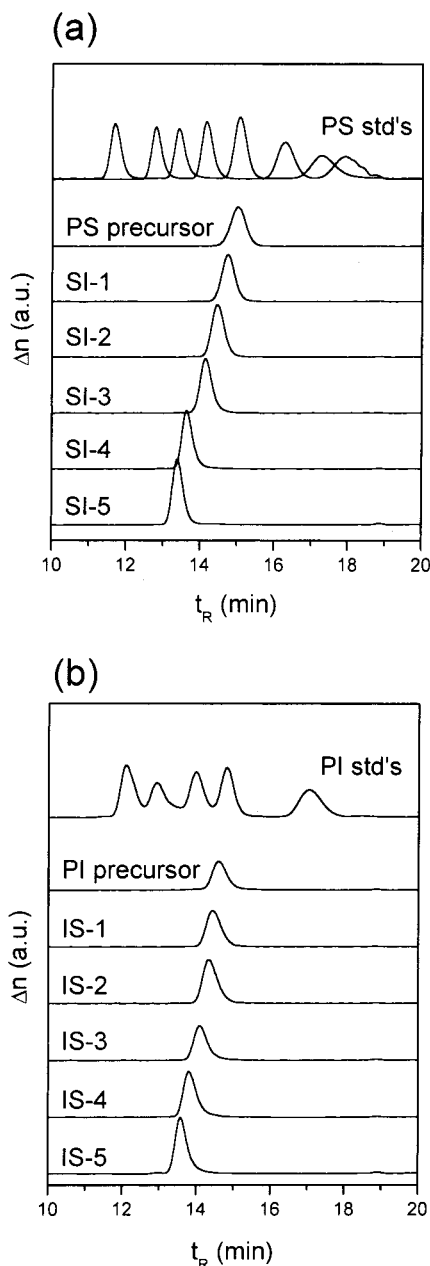 (a)
PS std's
PS precursor
SI-1
SI-2
SI-3
SI-4
SI-5
Δn (a.u.)
10 12 14 16 18 20
t_R (min)
(b)
PI std's
PI precursor
IS-1
IS-2
IS-3
IS-4
IS-5
Δn (a.u.)
10 12 14 16 18 20
t_R (min)